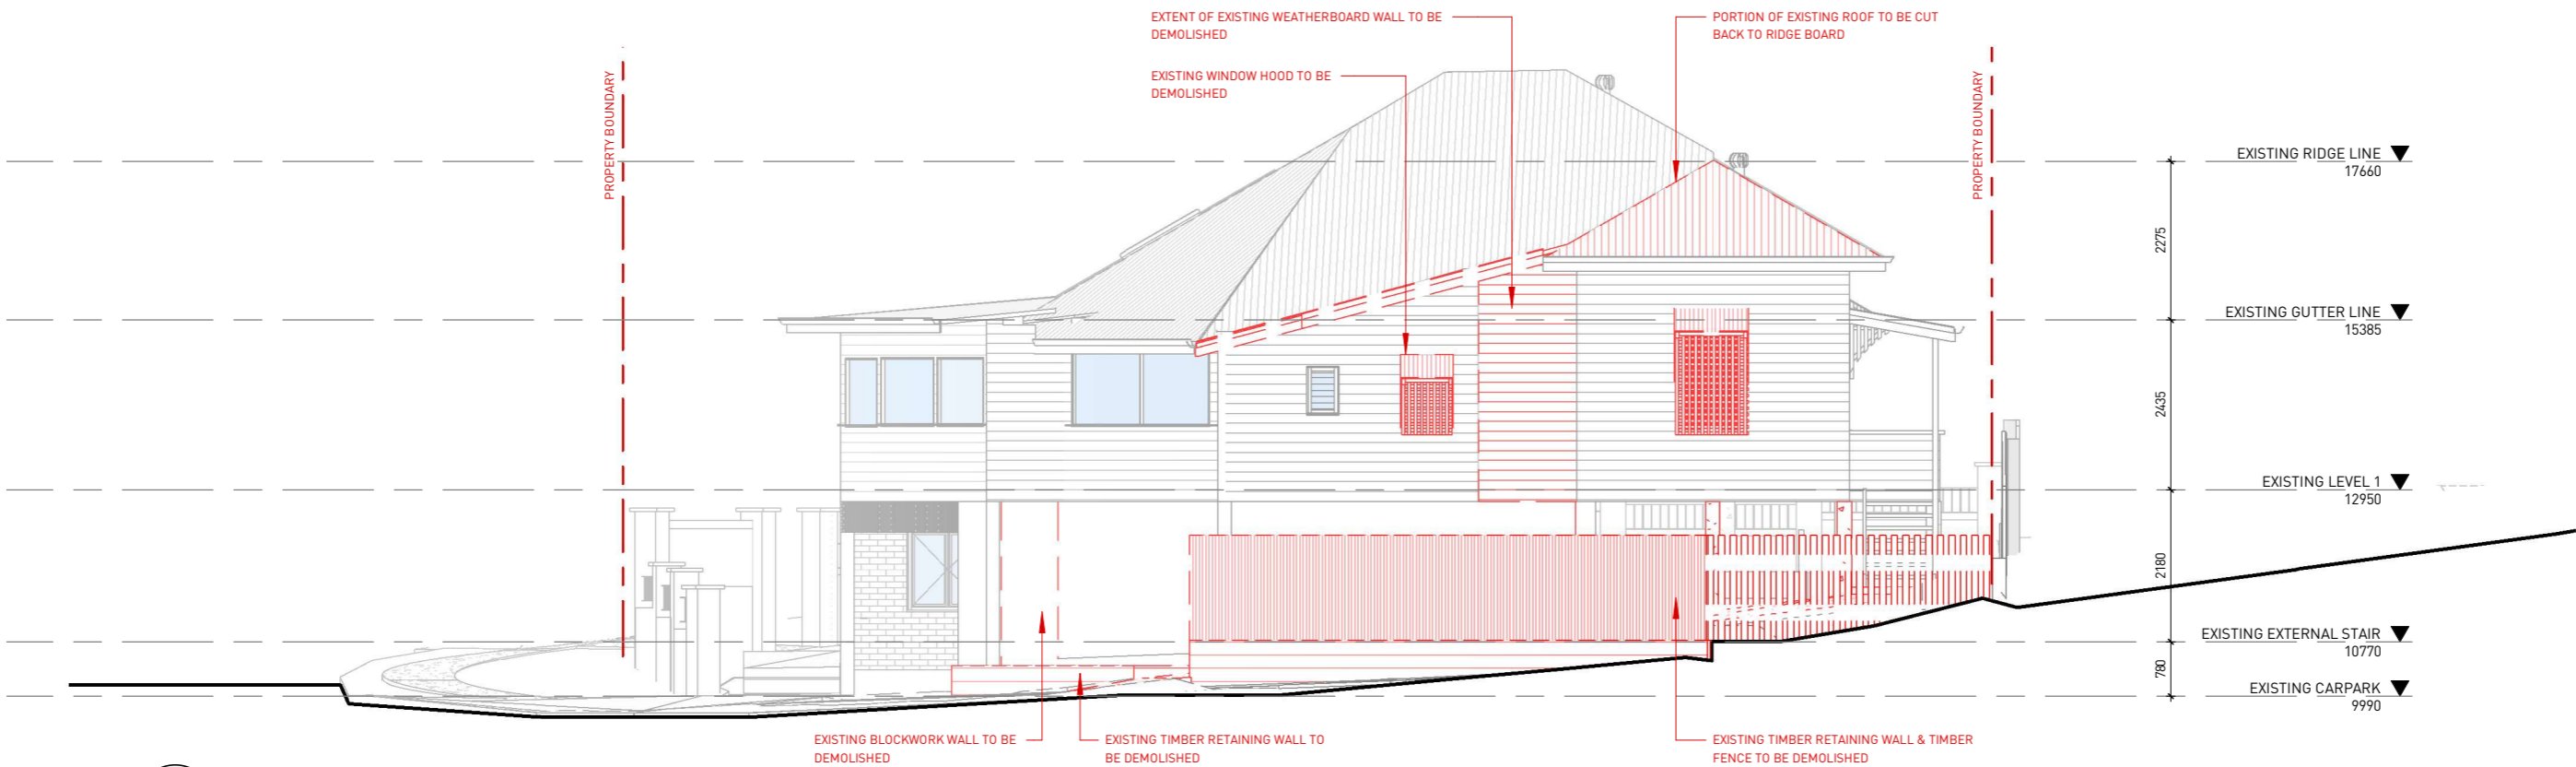 EXTENT OF EXISTING WEATHERBOARD WALL TO BE
DEMOLISHED
PORTION OF EXISTING ROOF TO BE CUT
BACK TO RIDGE BOARD
EXISTING WINDOW HOOD TO BE
DEMOLISHED
PROPERTY BOUNDARY
PROPERTY BOUNDARY
EXISTING RIDGE LINE
17660
2275
EXISTING GUTTER LINE
15385
2435
EXISTING LEVEL 1
12950
2180
EXISTING EXTERNAL STAIR
10770
780
EXISTING CARPARK
9990
EXISTING BLOCKWORK WALL TO BE
DEMOLISHED
EXISTING TIMBER RETAINING WALL TO
BE DEMOLISHED
EXISTING TIMBER RETAINING WALL & TIMBER
FENCE TO BE DEMOLISHED